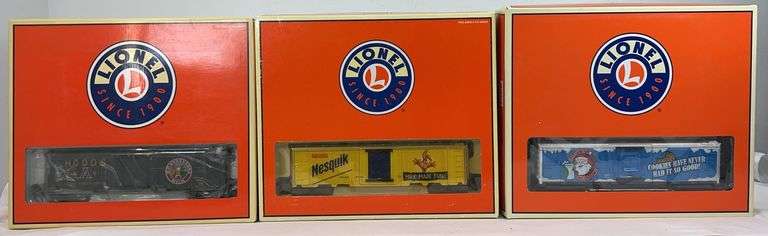 LIONEL
L
SINCE 1900
LIONEL
L
SINCE 1900
Nesquik
LIONEL
L
SINCE 1900
COOKIES HAVE NEVER
HAD IT SO GOOD!